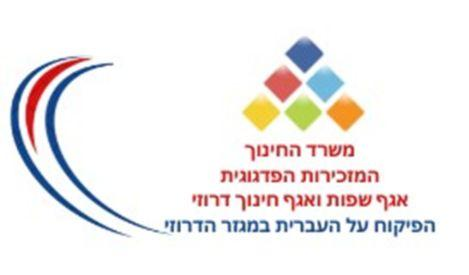 משרד החינוך
המזכירות הפדגוגית
אגף שפות ואגף חינוך דרוזי
הפיקוח על העברית במגזר הדרוזי